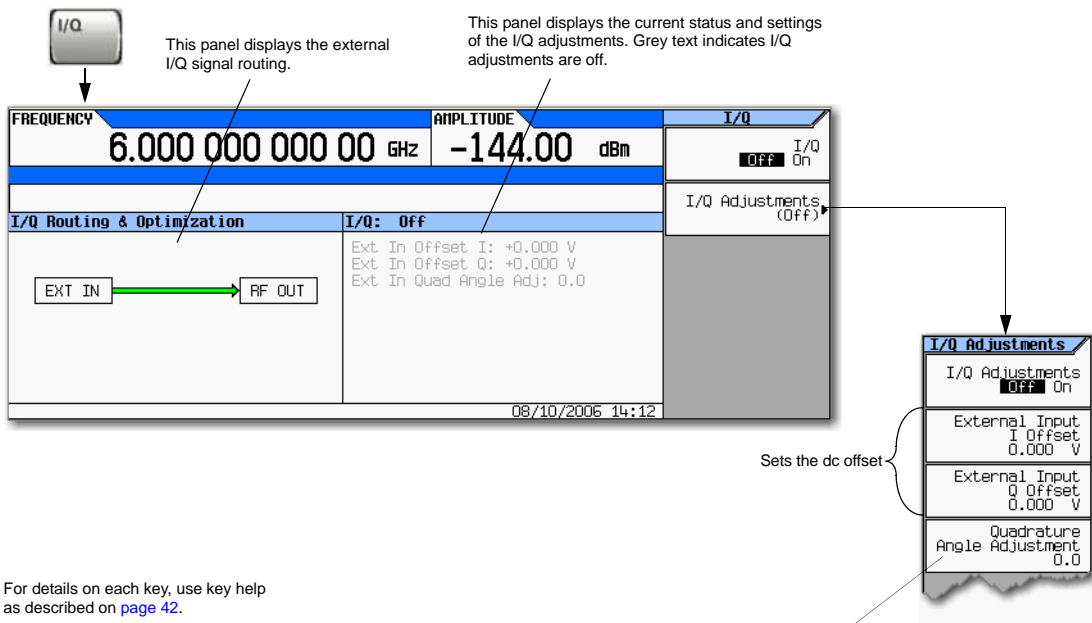 I/Q
This panel displays the external
I/Q signal routing.
This panel displays the current status and settings
of the I/Q adjustments. Grey text indicates I/Q
adjustments are off.
FREQUENCY
6.000 000 000 00 GHz
AMPLITUDE
-144.00 dBm
I/Q
I/Q
Off On
I/Q Adjustments
(Off)
I/Q Routing & Optimization
I/Q: Off
Ext In Offset I: +0.000 V
Ext In Offset Q: +0.000 V
Ext In Quad Angle Adj: 0.0
EXT IN
RF OUT
08/10/2006 14:12
I/Q Adjustments
I/Q Adjustments
Off On
Sets the dc offset
External Input
I Offset
0.000 V
External Input
Q Offset
0.000 V
Quadrature
Angle Adjustment
0.0
For details on each key, use key help
as described on page 42.